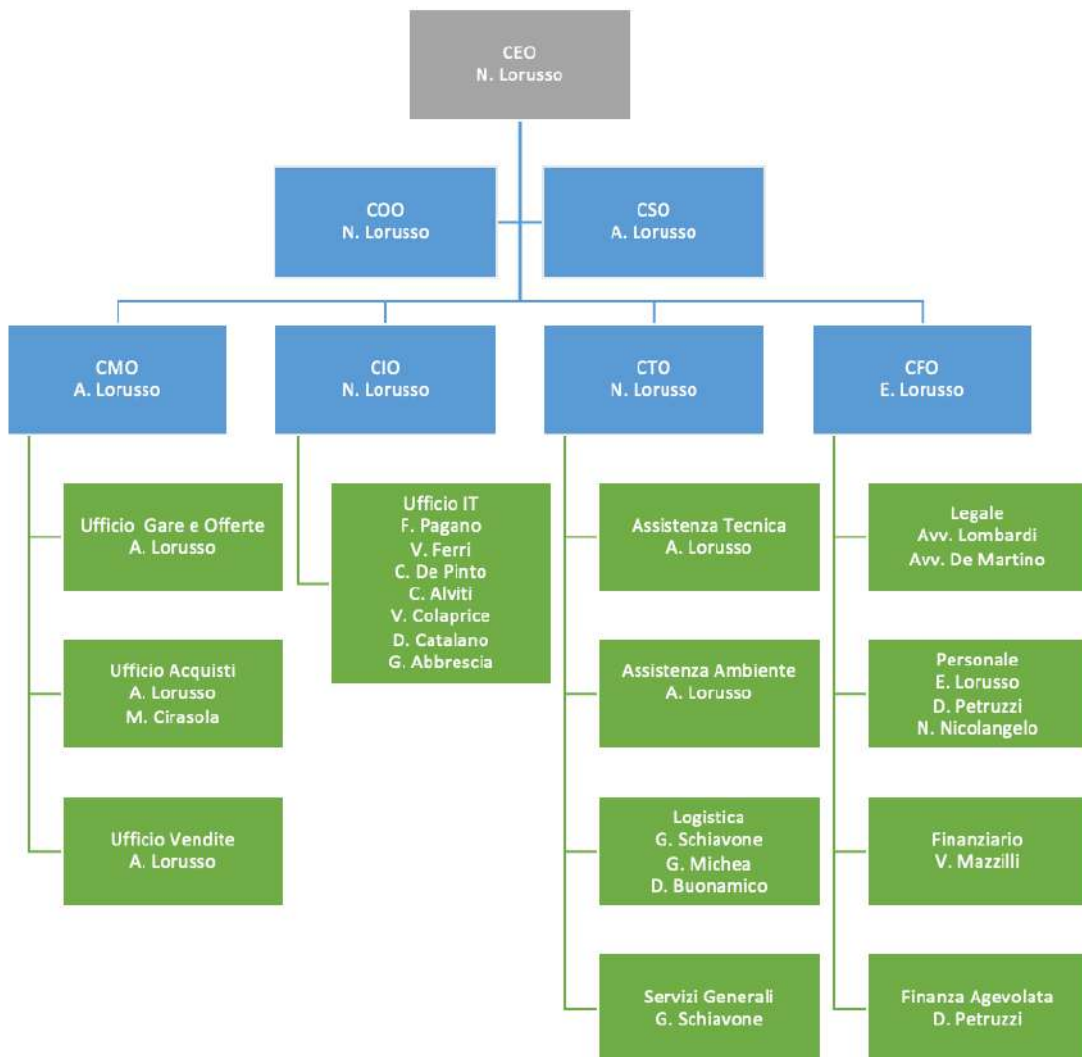 CEO
N. Lorusso
COO
N. Lorusso
CSO
A. Lorusso
CMO
A. Lorusso
CIO
N. Lorusso
CTO
N. Lorusso
CFO
E. Lorusso
Ufficio Gare e Offerte
A. Lorusso
Ufficio Acquisti
A. Lorusso
M. Cirasola
Ufficio Vendite
A. Lorusso
Ufficio IT
F. Pagano
V. Ferri
C. De Pinto
C. Alviti
V. Colaprice
D. Catalano
G. Abbrescia
Assistenza Tecnica
A. Lorusso
Assistenza Ambiente
A. Lorusso
Logistica
G. Schiavone
G. Michea
D. Buonamico
Servizi Generali
G. Schiavone
Legale
Avv. Lombardi
Avv. De Martino
Personale
E. Lorusso
D. Petruzzi
N. Nicolangelo
Finanziario
V. Mazzilli
Finanza Agevolata
D. Petruzzi